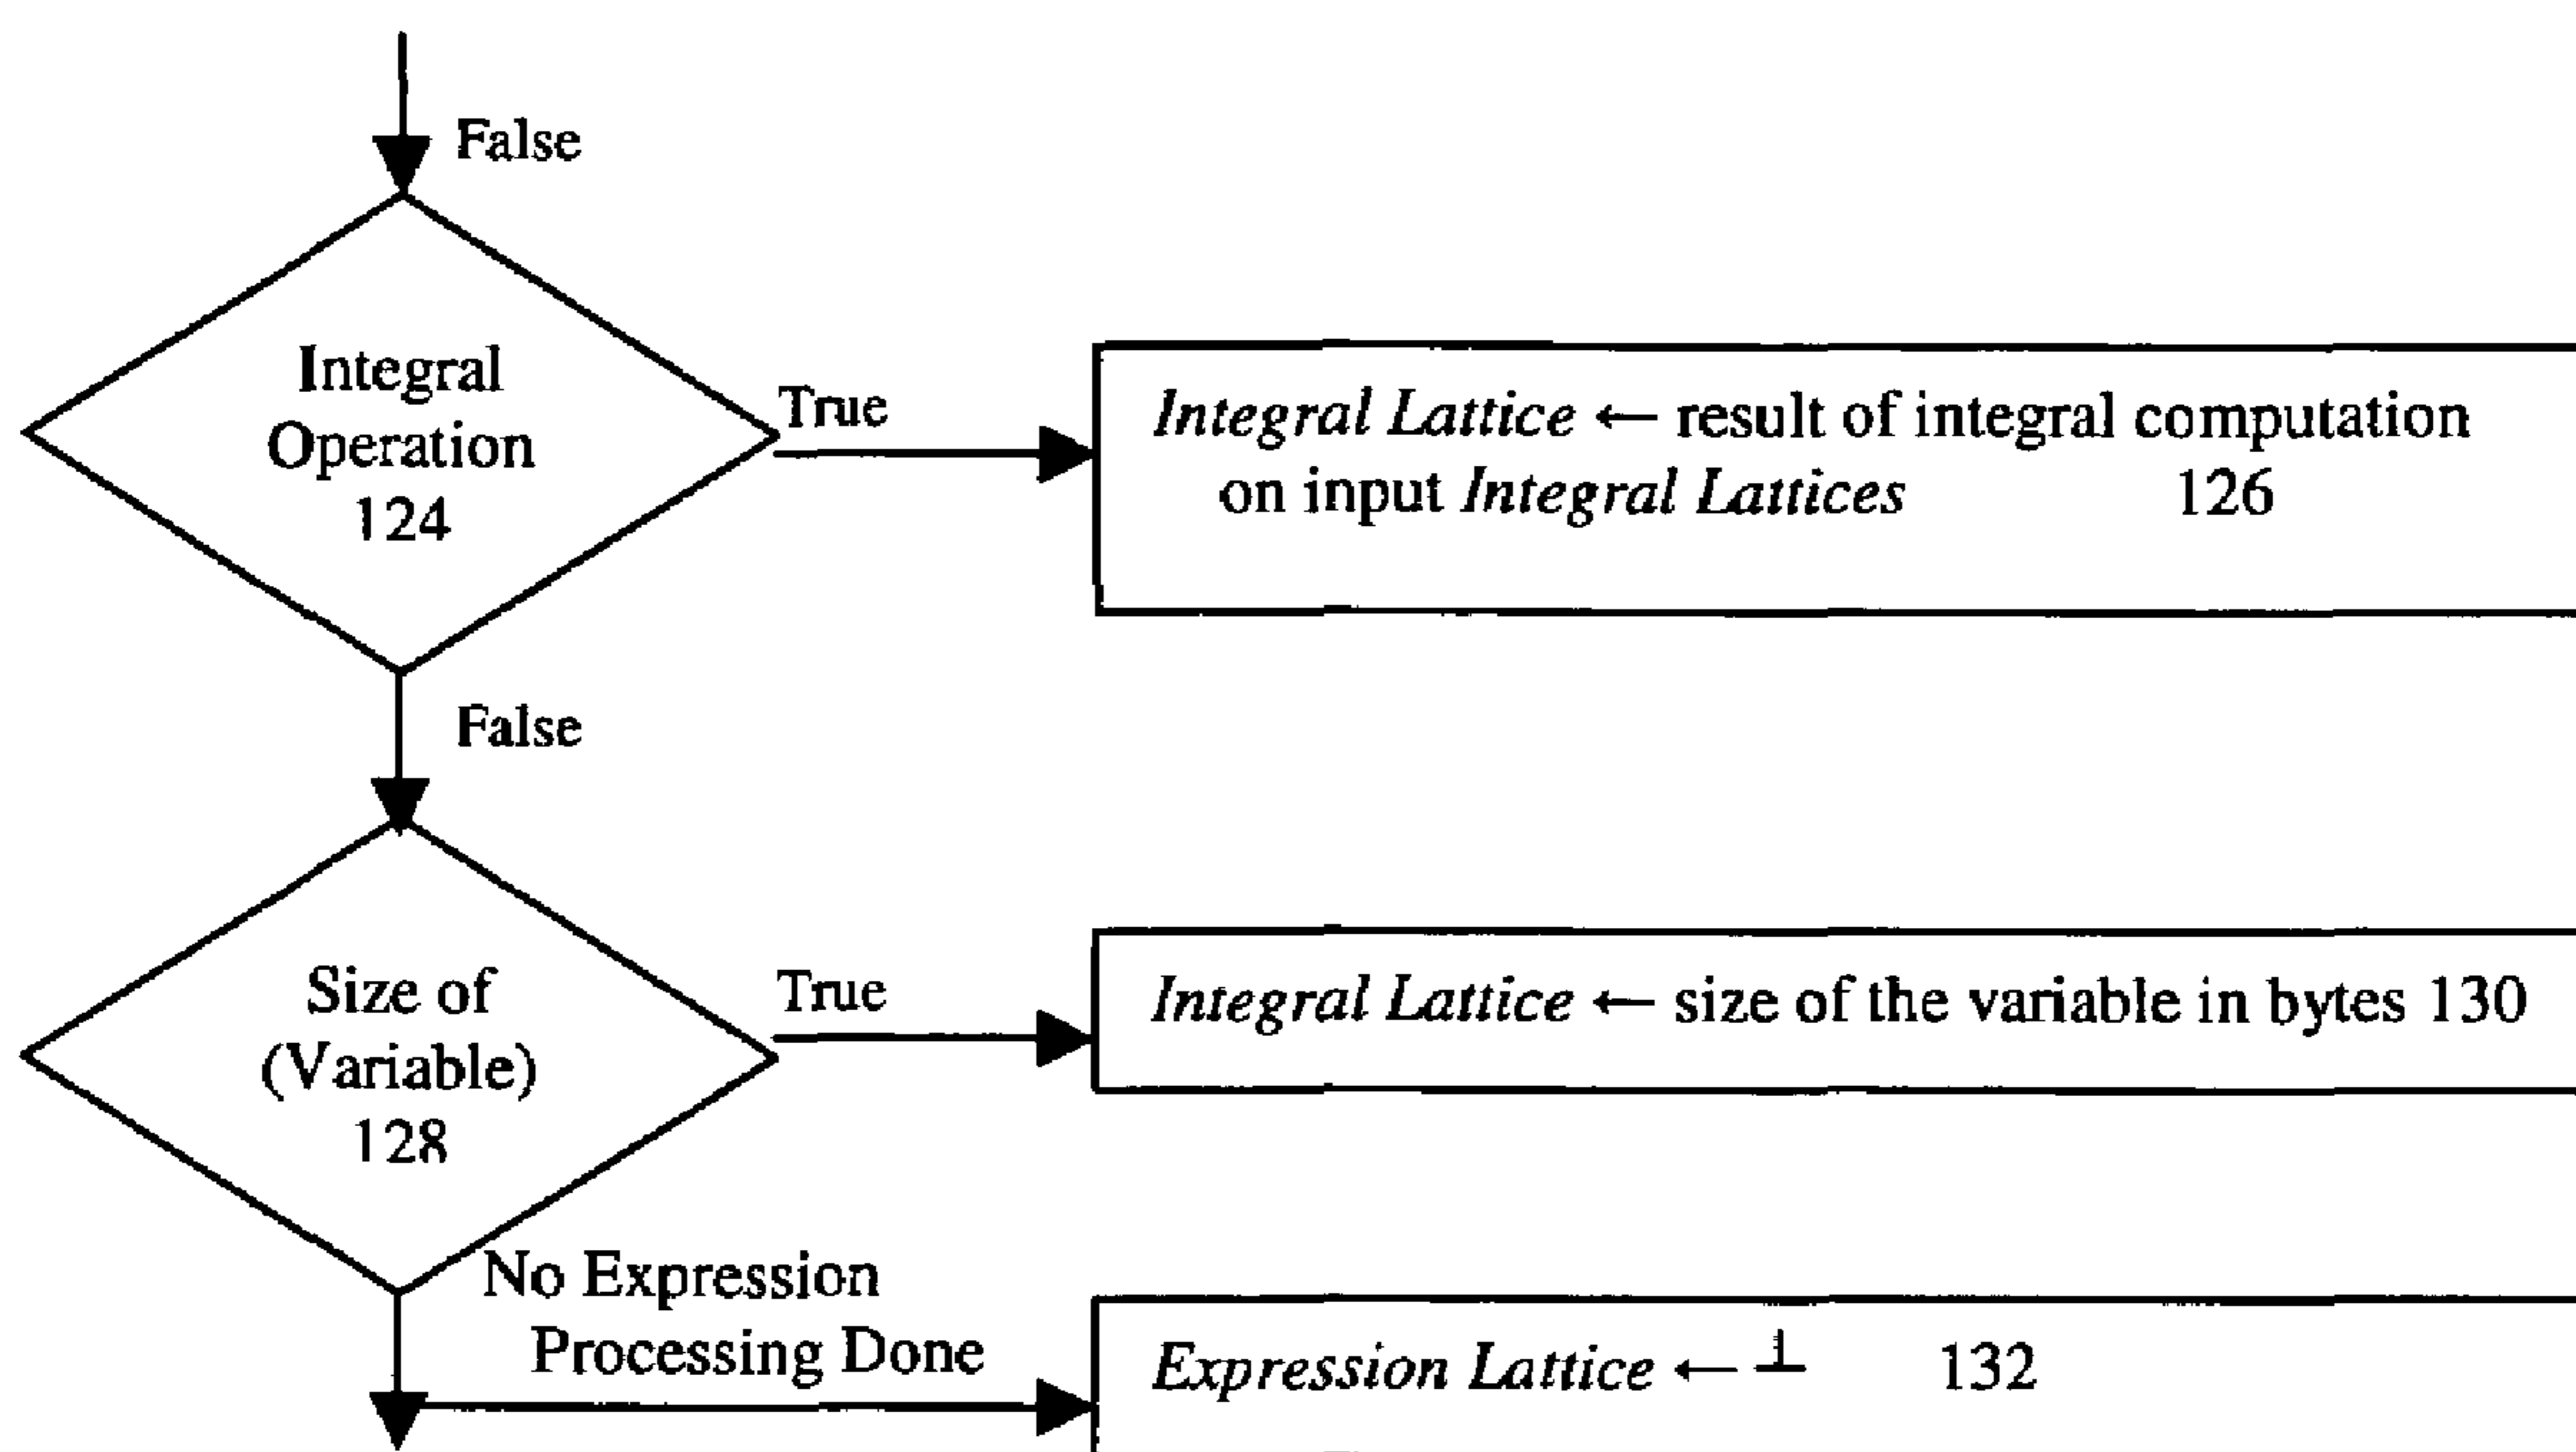 False
Integral
Operation
124
True
Integral Lattice ← result of integral computation
on input Integral Lattices 126
False
Size of
(Variable)
128
True
Integral Lattice ← size of the variable in bytes 130
No Expression
Processing Done
Expression Lattice ← ⊥ 132